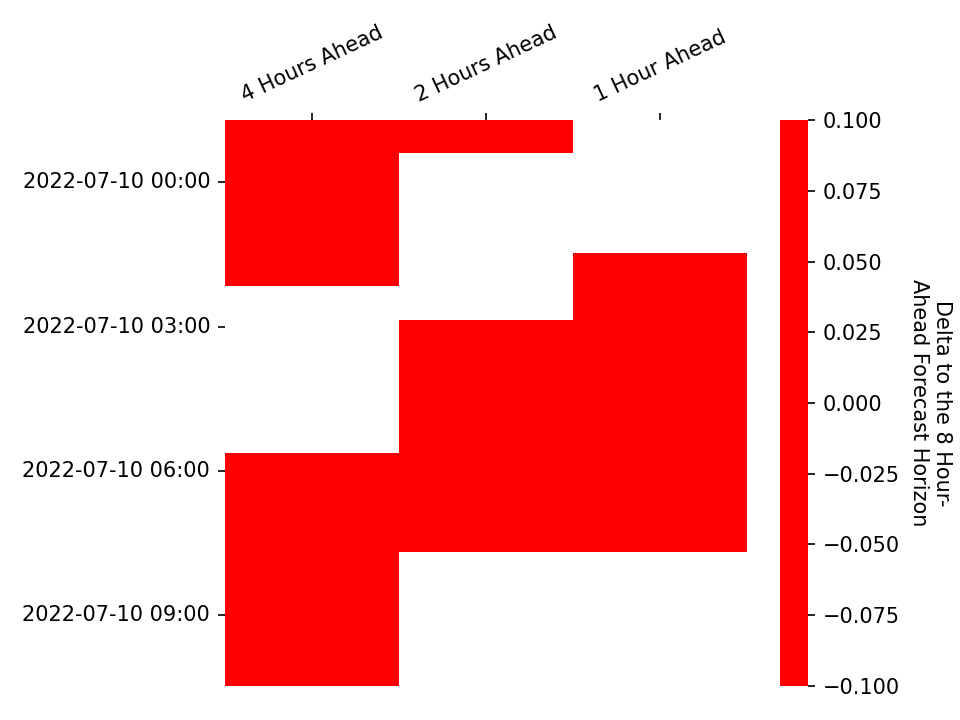 4 Hours Ahead
2 Hours Ahead
1 Hour Ahead
2022-07-10 00:00
2022-07-10 03:00
2022-07-10 06:00
2022-07-10 09:00
0.100
0.075
0.050
0.025
0.000
−0.025
−0.050
−0.075
−0.100
Delta to the 8 Hour-
Ahead Forecast Horizon